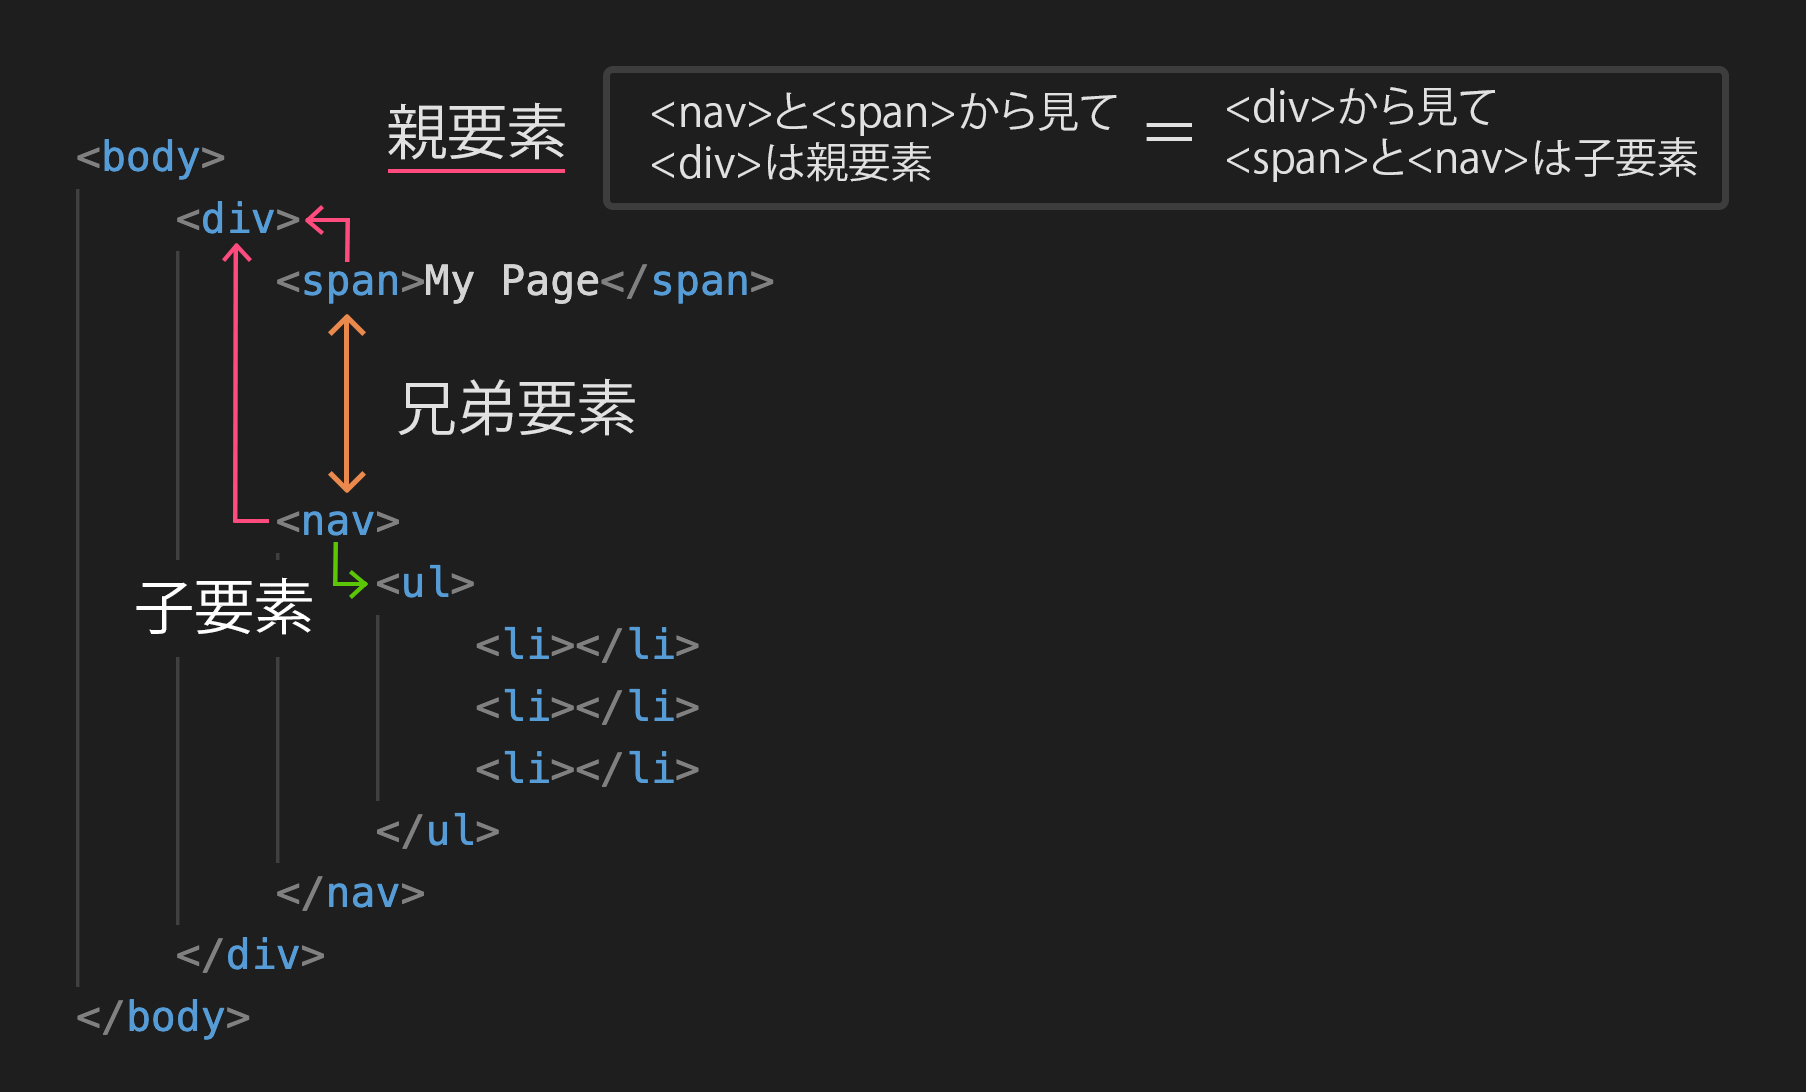 親要素
<nav>と<span>から見て
<div>は親要素
＝
<div>から見て
<span>と<nav>は子要素
<body>
<div>
<span>My Page</span>
兄弟要素
<nav>
子要素
<ul>
<li></li>
<li></li>
<li></li>
</ul>
</nav>
</div>
</body>